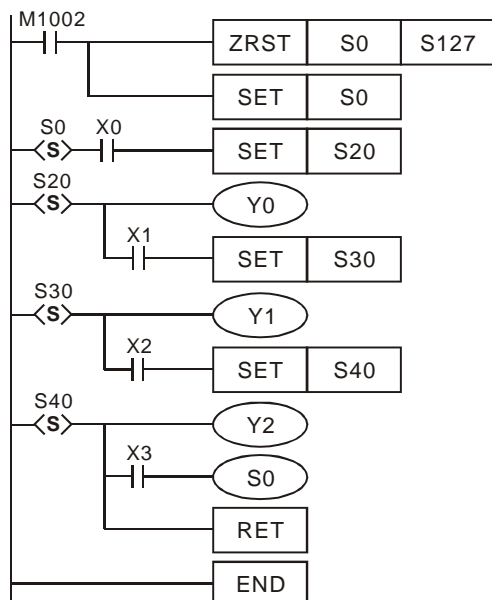 M1002
ZRST S0 S127
SET S0
S0 X0
S SET S20
S20
S Y0
X1
SET S30
S30
S Y1
X2
SET S40
S40
S Y2
X3
S0
RET
END